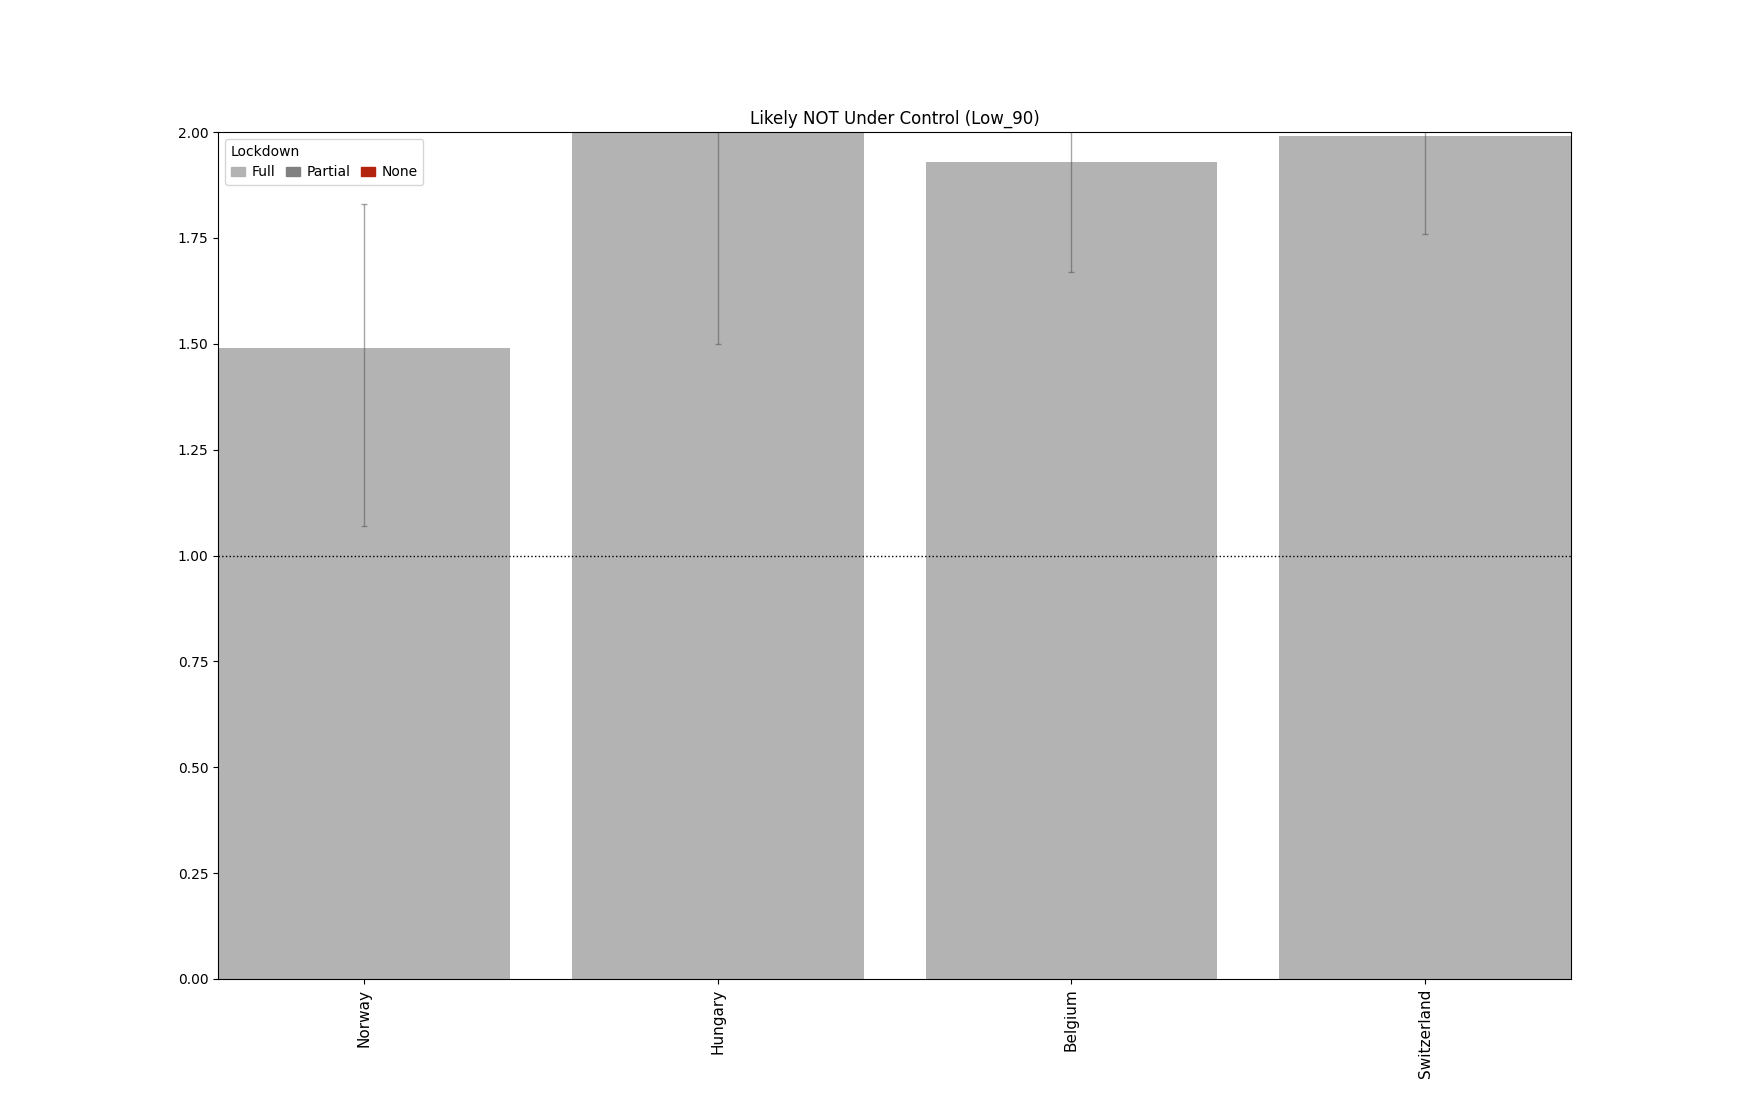 Likely NOT Under Control (Low_90)
2.00
1.75
1.50
1.25
1.00
0.75
0.50
0.25
0.00
Lockdown
Full Partial None
Norway
Hungary
Belgium
Switzerland